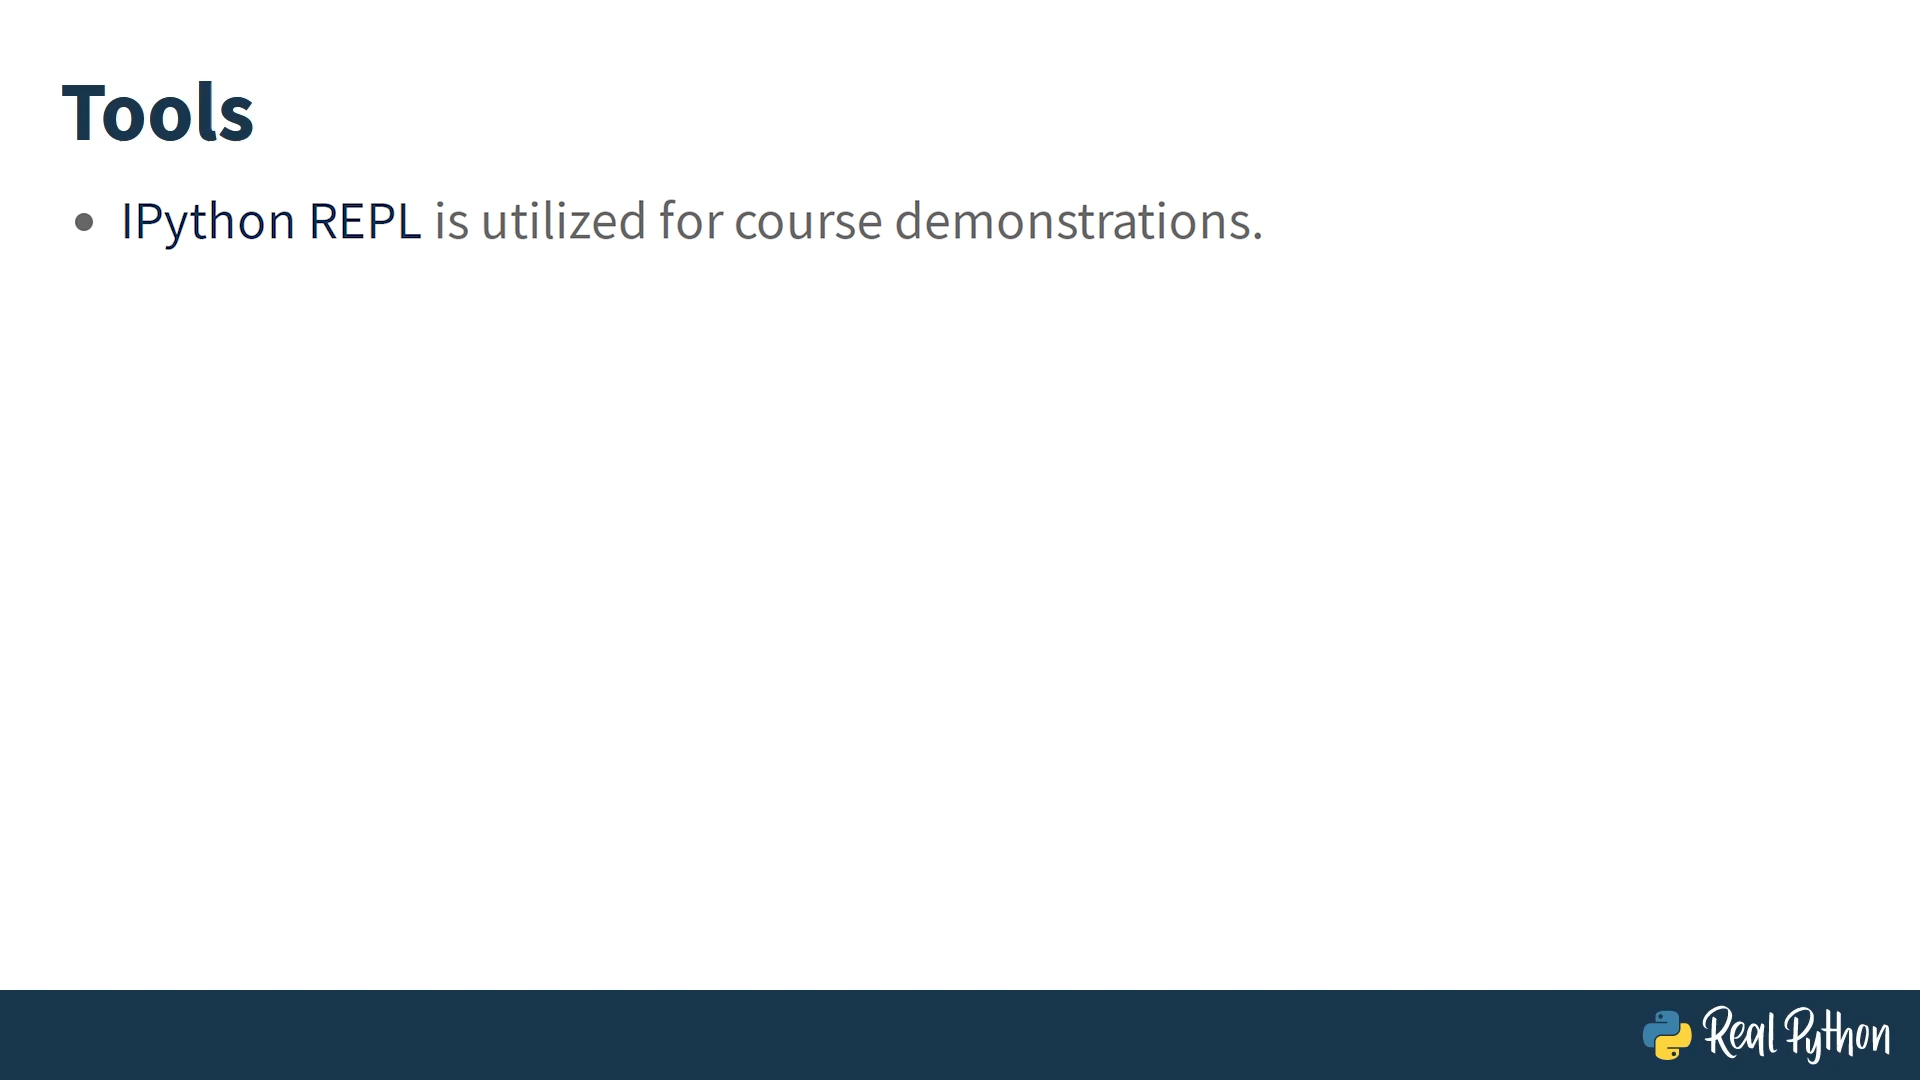 Tools
• IPython REPL is utilized for course demonstrations.
Real Python